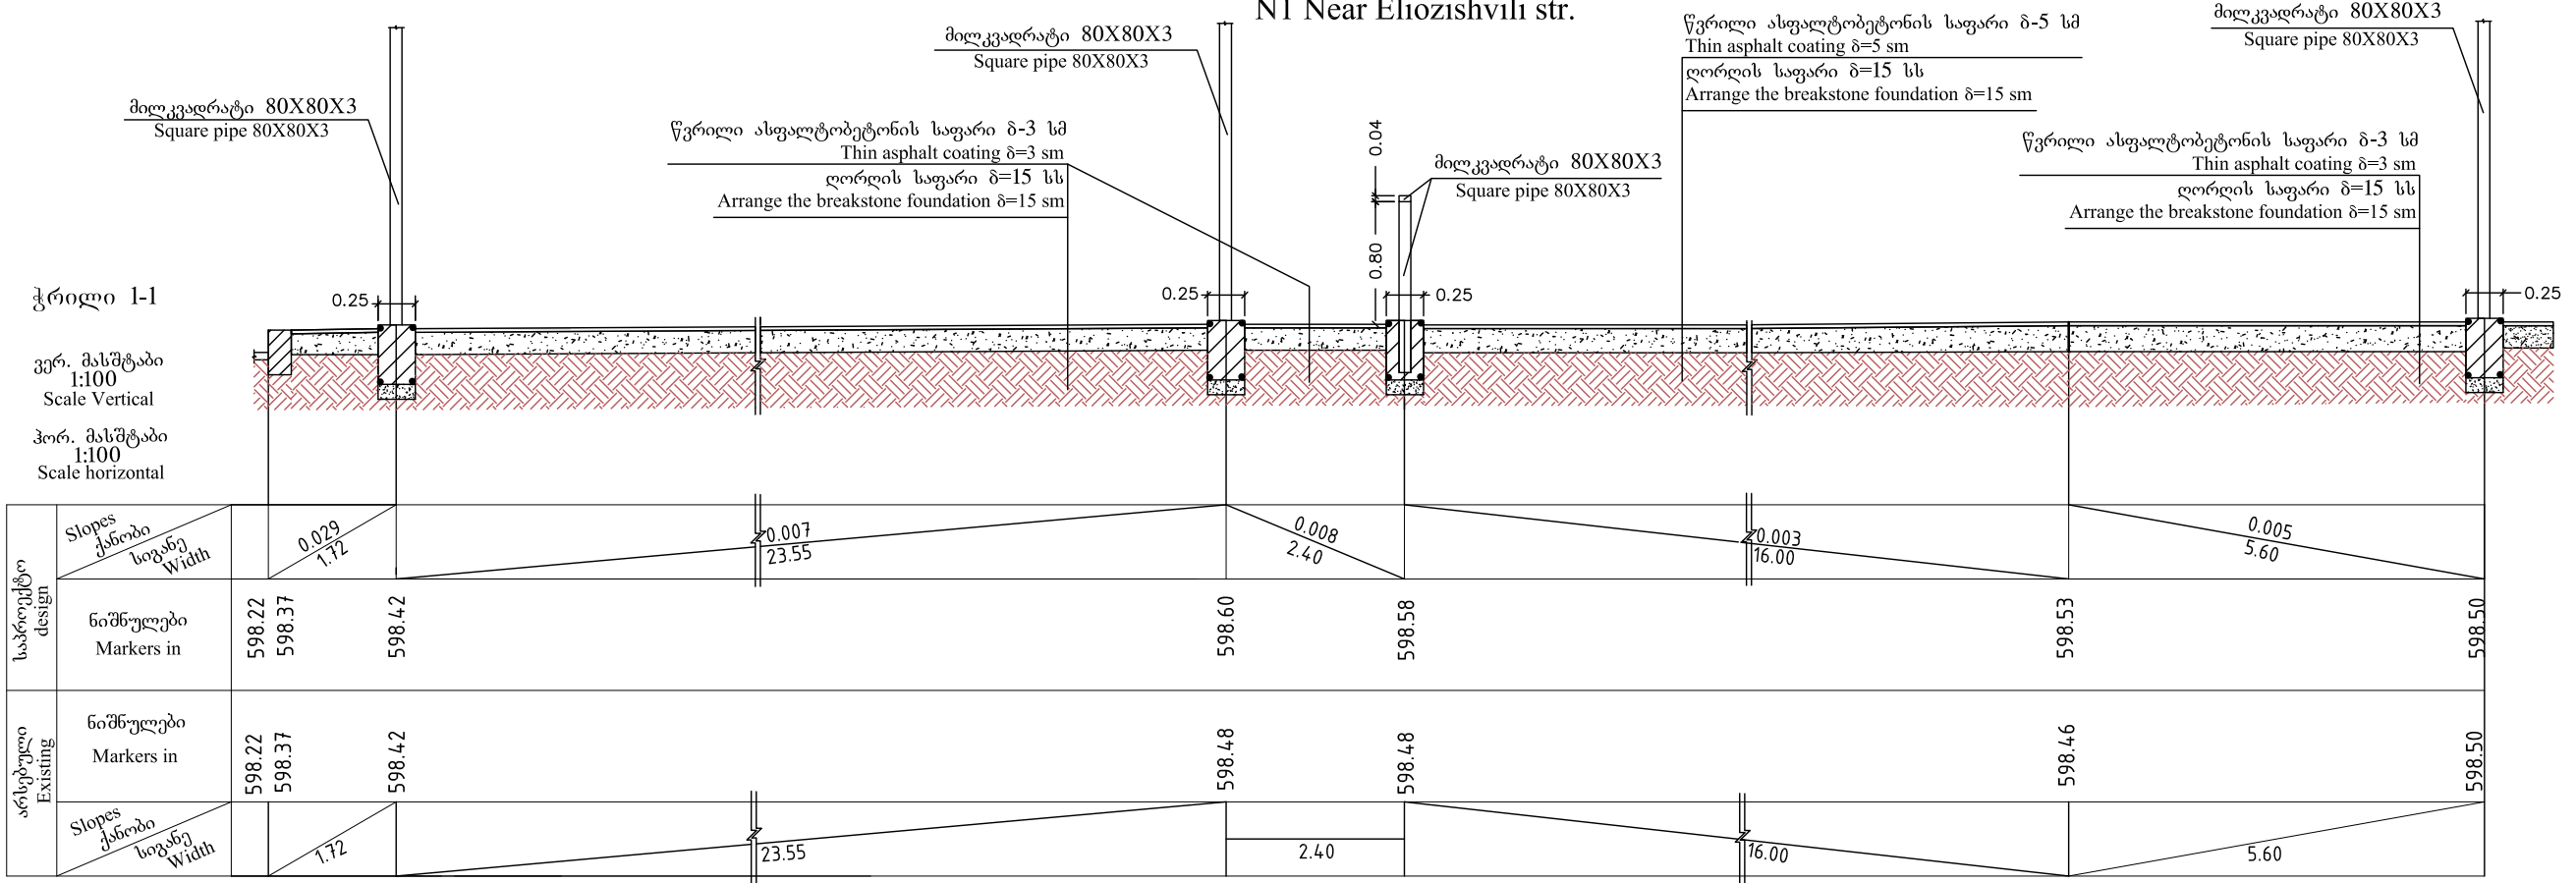 N1 Near Eliozishvili str.
მილკვადრატი 80X80X3
Square pipe 80X80X3
მილკვადრატი 80X80X3
Square pipe 80X80X3
წვრილი ასფალტობეტონის საფარი δ-3 სმ
Thin asphalt coating δ=3 sm
ღორღის საფარი δ=15 სს
Arrange the breakstone foundation δ=15 sm
მილკვადრატი 80X80X3
Square pipe 80X80X3
წვრილი ასფალტობეტონის საფარი δ-5 სმ
Thin asphalt coating δ=5 sm
ღორღის საფარი δ=15 სს
Arrange the breakstone foundation δ=15 sm
მილკვადრატი 80X80X3
Square pipe 80X80X3
წვრილი ასფალტობეტონის საფარი δ-3 სმ
Thin asphalt coating δ=3 sm
ღორღის საფარი δ=15 სს
Arrange the breakstone foundation δ=15 sm
0.04
0.80
0.25
0.25
0.25
0.25
ჭრილი 1-1
ვერ. მასშტაბი
1:100
Scale Vertical
ჰორ. მასშტაბი
1:100
Scale horizontal
საპროექტო
design
Slopes
ქანობი
სიგანე
Width
0.029
1.72
0.007
23.55
0.008
2.40
0.003
16.00
0.005
5.60
ნიშნულები
Markers in
598.22
598.37
598.42
598.60
598.58
598.53
598.50
არსებული
Existing
ნიშნულები
Markers in
598.22
598.37
598.42
598.48
598.48
598.46
598.50
Slopes
ქანობი
სიგანე
Width
1.72
23.55
2.40
16.00
5.60